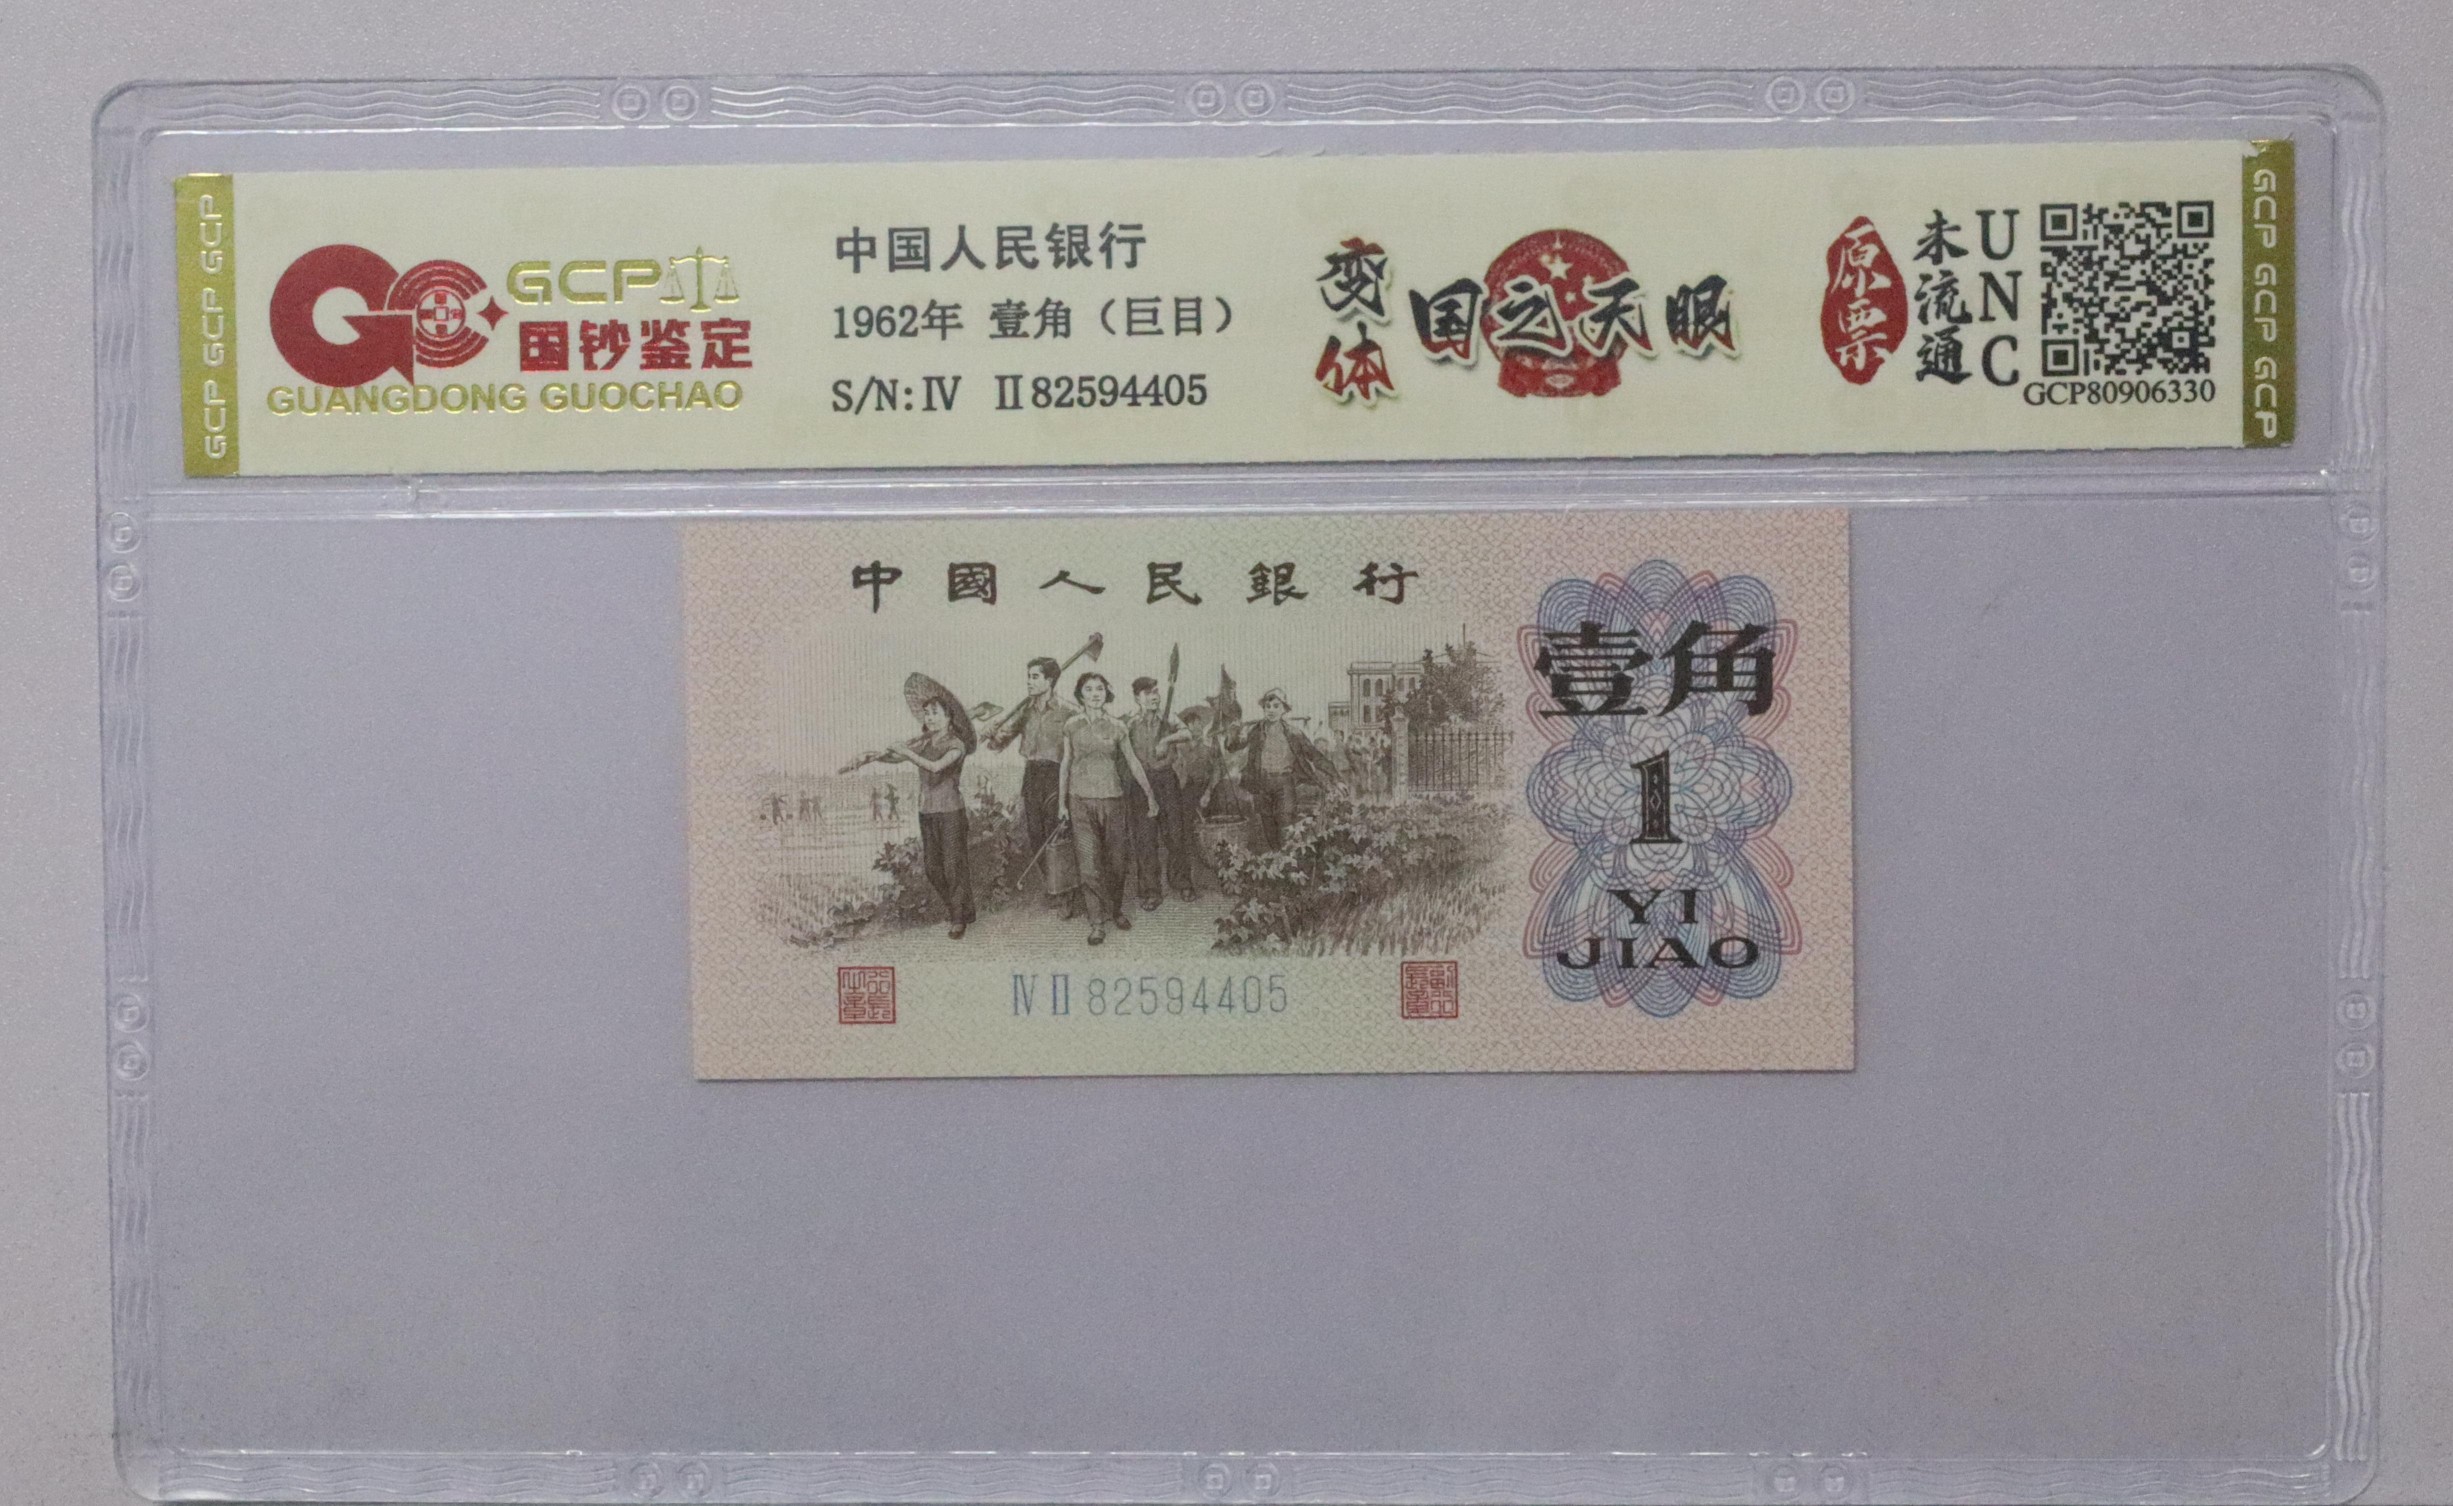 GCP GCP GCP
GCP
国钞鉴定
GUANGDONG GUOCHAO
中国人民银行
1962年 壹角（巨目）
S/N:IV II82594405
变体
国之天眼
原票
未流通
UNC
GCP80906330
GCP GCP GCP
中國人民銀行
壹角
1
YI
JIAO
IV II 82594405